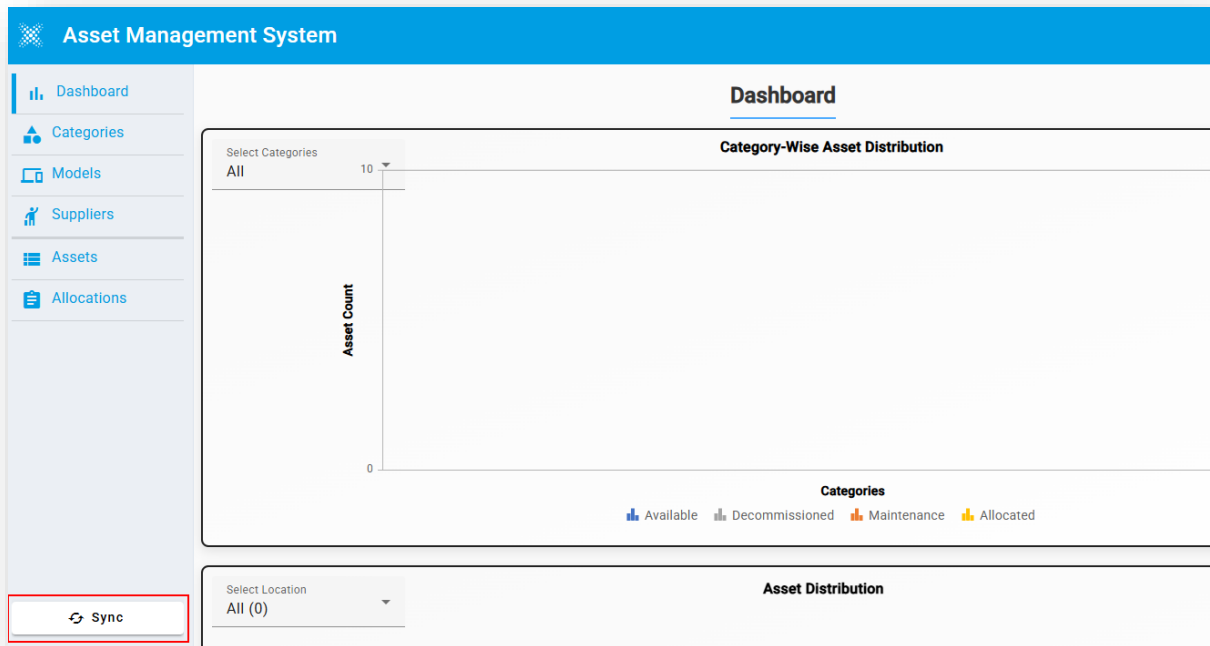 Asset Management System
Dashboard
Categories
Models
Suppliers
Assets
Allocations
Sync
Dashboard
Select Categories
All
Category-Wise Asset Distribution
10
Asset Count
0
Categories
Available Decommissioned Maintenance Allocated
Select Location
All (0)
Asset Distribution